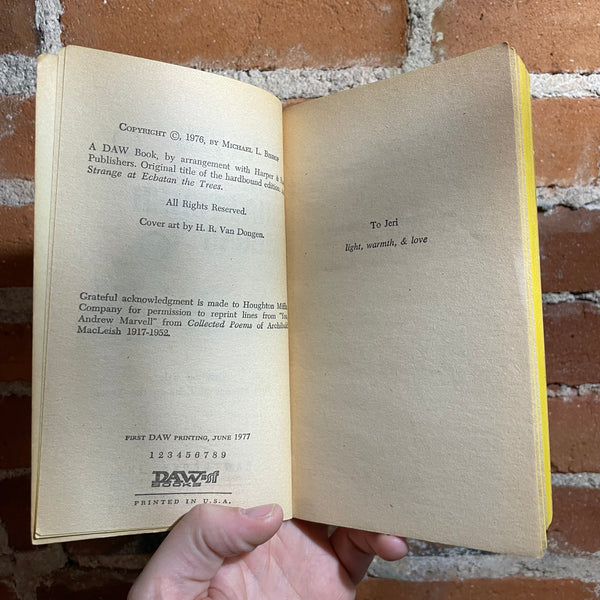 COPYRIGHT ©, 1976, BY MICHAEL L.
A DAW Book, by arrangement with Harper &
Publishers. Original title of the hardbound edition
Strange at Ecbatan the Trees.
All Rights Reserved.
Cover art by H. R. Van Dongen.
Grateful acknowledgment is made to Houghton
Company for permission to reprint lines from
Andrew Marvell" from Collected Poems of
MacLeish 1917-1952.
FIRST DAW PRINTING, JUNE 1977
1 2 3 4 5 6 7 8 9
DAW sf
BOOKS
PRINTED IN U.S.A.
To Jeri
light, warmth, & love